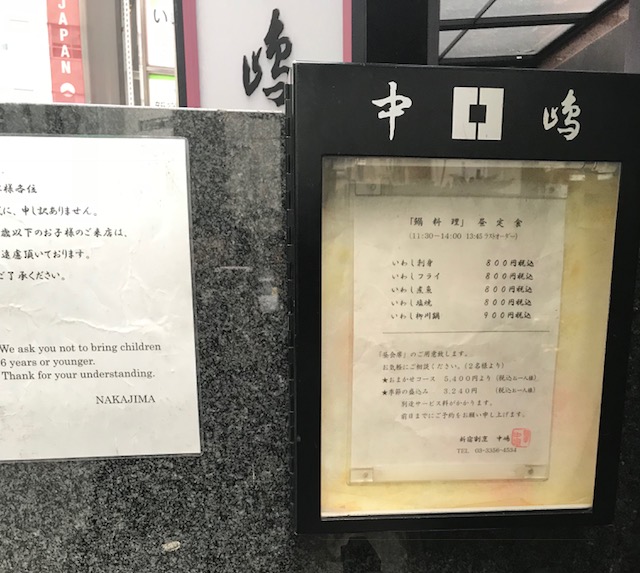 JAPAN
い
嶋
中 嶋
様各位
に、申し訳ありません。
歳以下のお子様のご来店は、
遠慮頂いております。
ご了承ください。
We ask you not to bring children
6 years or younger.
Thank for your understanding.
NAKAJIMA
「鰯料理」昼定食
(11:30−14:00 13:45ラストオーダー)
いわし刺身 800円税込
いわしフライ 800円税込
いわし煮魚 800円税込
いわし塩焼 800円税込
いわし柳川鍋 900円税込
「昼会席」のご用意致します。
お気軽にご相談ください。(2名様より)
★おまかせコース 5,400円より (税込お一人様)
★季節の盛込み 3,240円 (税込お一人様)
別途サービス料がかかります。
前日までにご予約をお願い申し上げます。
新宿割烹 中嶋
TEL 03-3356-4534